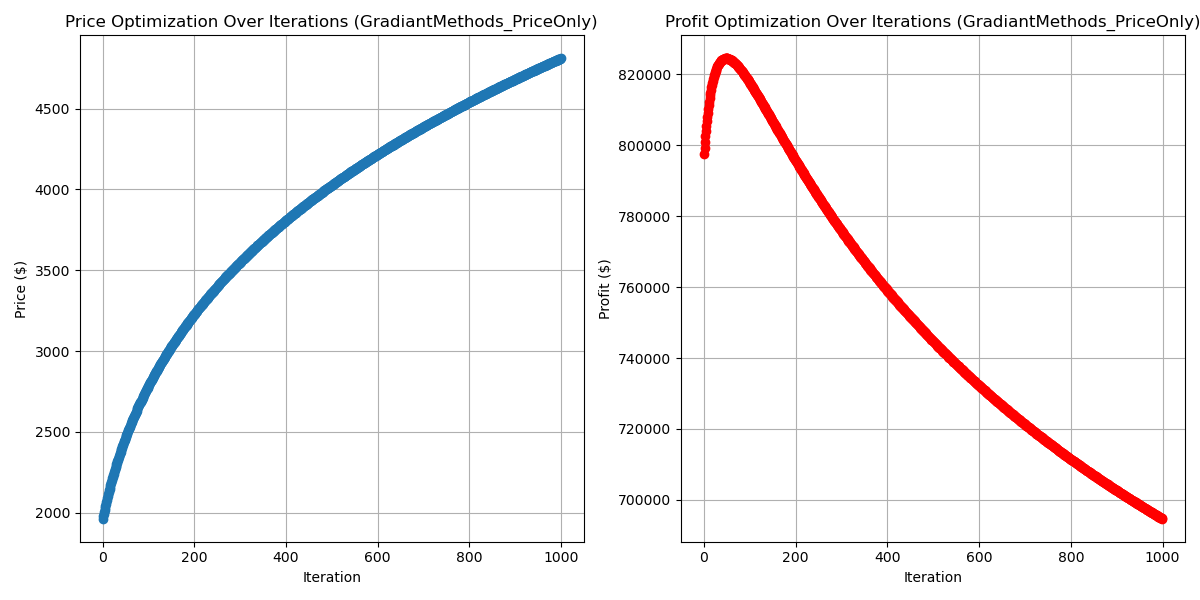 Price Optimization Over Iterations (GradiantMethods_PriceOnly)
Price ($)
4500
4000
3500
3000
2500
2000
0 200 400 600 800 1000
Iteration
Profit Optimization Over Iterations (GradiantMethods_PriceOnly)
Profit ($)
820000
800000
780000
760000
740000
720000
700000
0 200 400 600 800 1000
Iteration